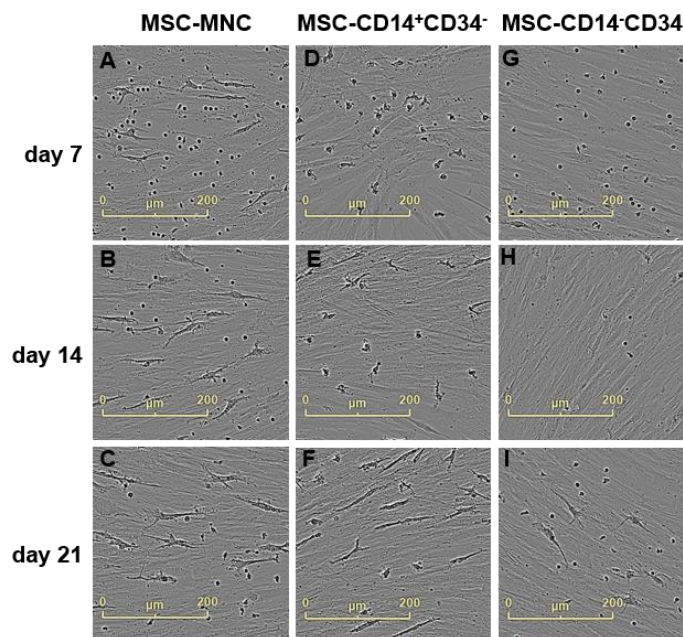 MSC-MNC MSC-CD14⁺CD34⁻ MSC-CD14⁻CD34
A D G
day 7
0 µm 200 0 µm 200 0 µm 200
B E H
day 14
0 µm 200 0 µm 200 0 µm 200
C F I
day 21
0 µm 200 0 µm 200 0 µm 200